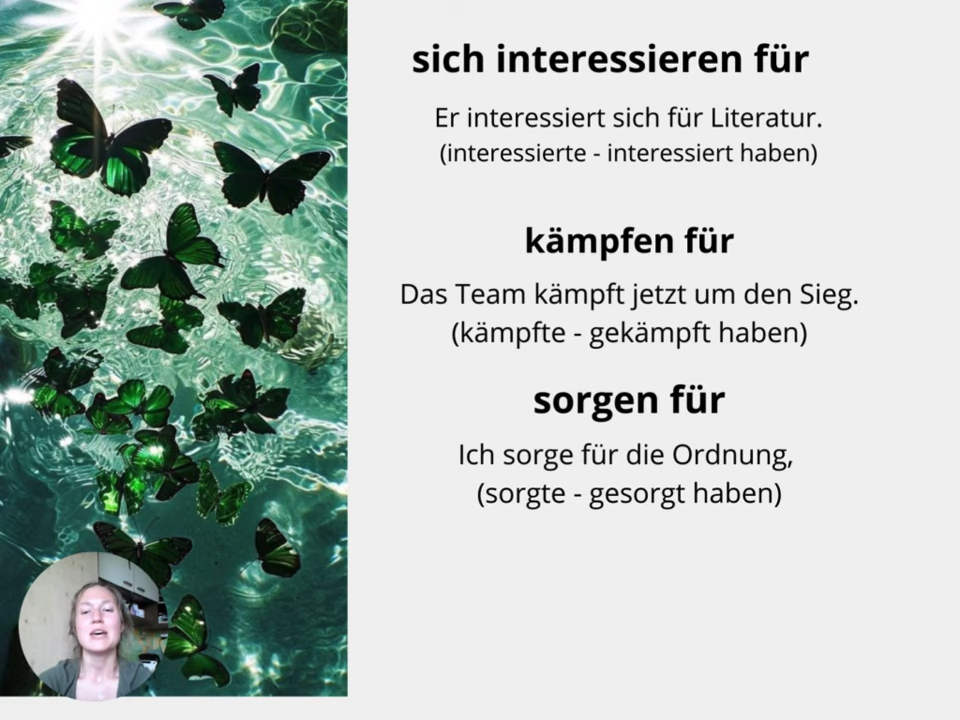 sich interessieren für
Er interessiert sich für Literatur.
(interessierte - interessiert haben)
kämpfen für
Das Team kämpft jetzt um den Sieg.
(kämpfte - gekämpft haben)
sorgen für
Ich sorge für die Ordnung,
(sorgte - gesorgt haben)